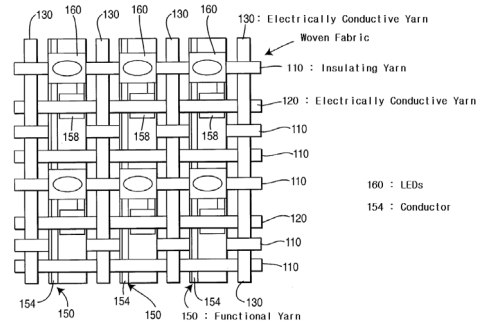 160 160 160
130 130 130 130: Electrically Conductive Yarn
Woven Fabric
110 : Insulating Yarn
120 : Electrically Conductive Yarn
158 158 158
110
110
110
160 : LEDs
154 : Conductor
120
110
110
154 154 154
150 150 130
150 : Functional Yarn